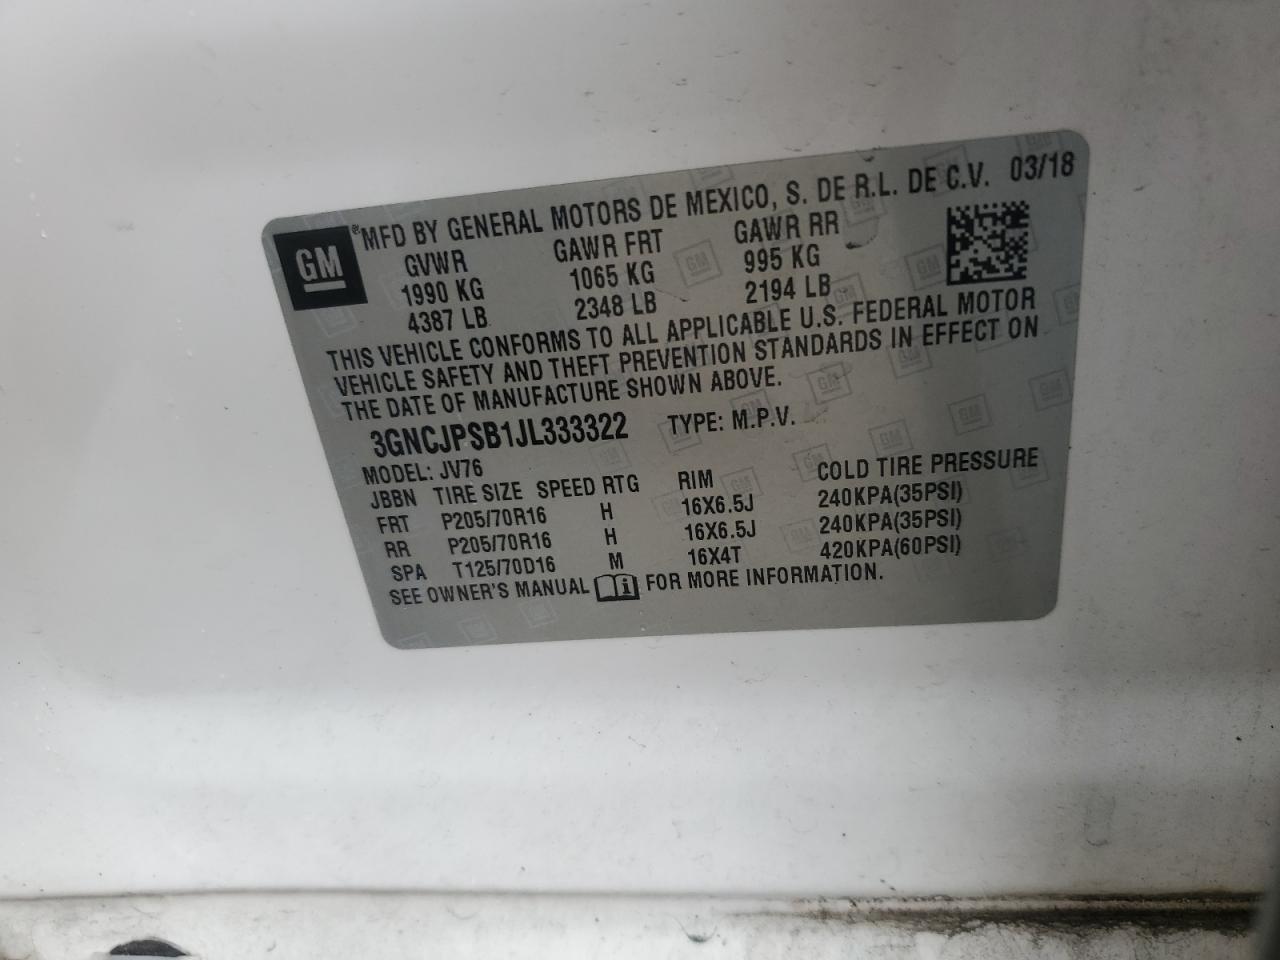 GM
® MFD BY GENERAL MOTORS DE MEXICO, S. DE R.L. DE C.V. 03/18
GVWR GAWR FRT GAWR RR
1990 KG 1065 KG 995 KG
4387 LB 2348 LB 2194 LB
THIS VEHICLE CONFORMS TO ALL APPLICABLE U.S. FEDERAL MOTOR
VEHICLE SAFETY AND THEFT PREVENTION STANDARDS IN EFFECT ON
THE DATE OF MANUFACTURE SHOWN ABOVE.
3GNCJPSB1JL333322 TYPE: M.P.V.
MODEL: JV76
JBBN TIRE SIZE SPEED RTG RIM COLD TIRE PRESSURE
FRT P205/70R16 H 16X6.5J 240KPA(35PSI)
RR P205/70R16 H 16X6.5J 240KPA(35PSI)
SPA T125/70D16 M 16X4T 420KPA(60PSI)
SEE OWNER'S MANUAL i FOR MORE INFORMATION.